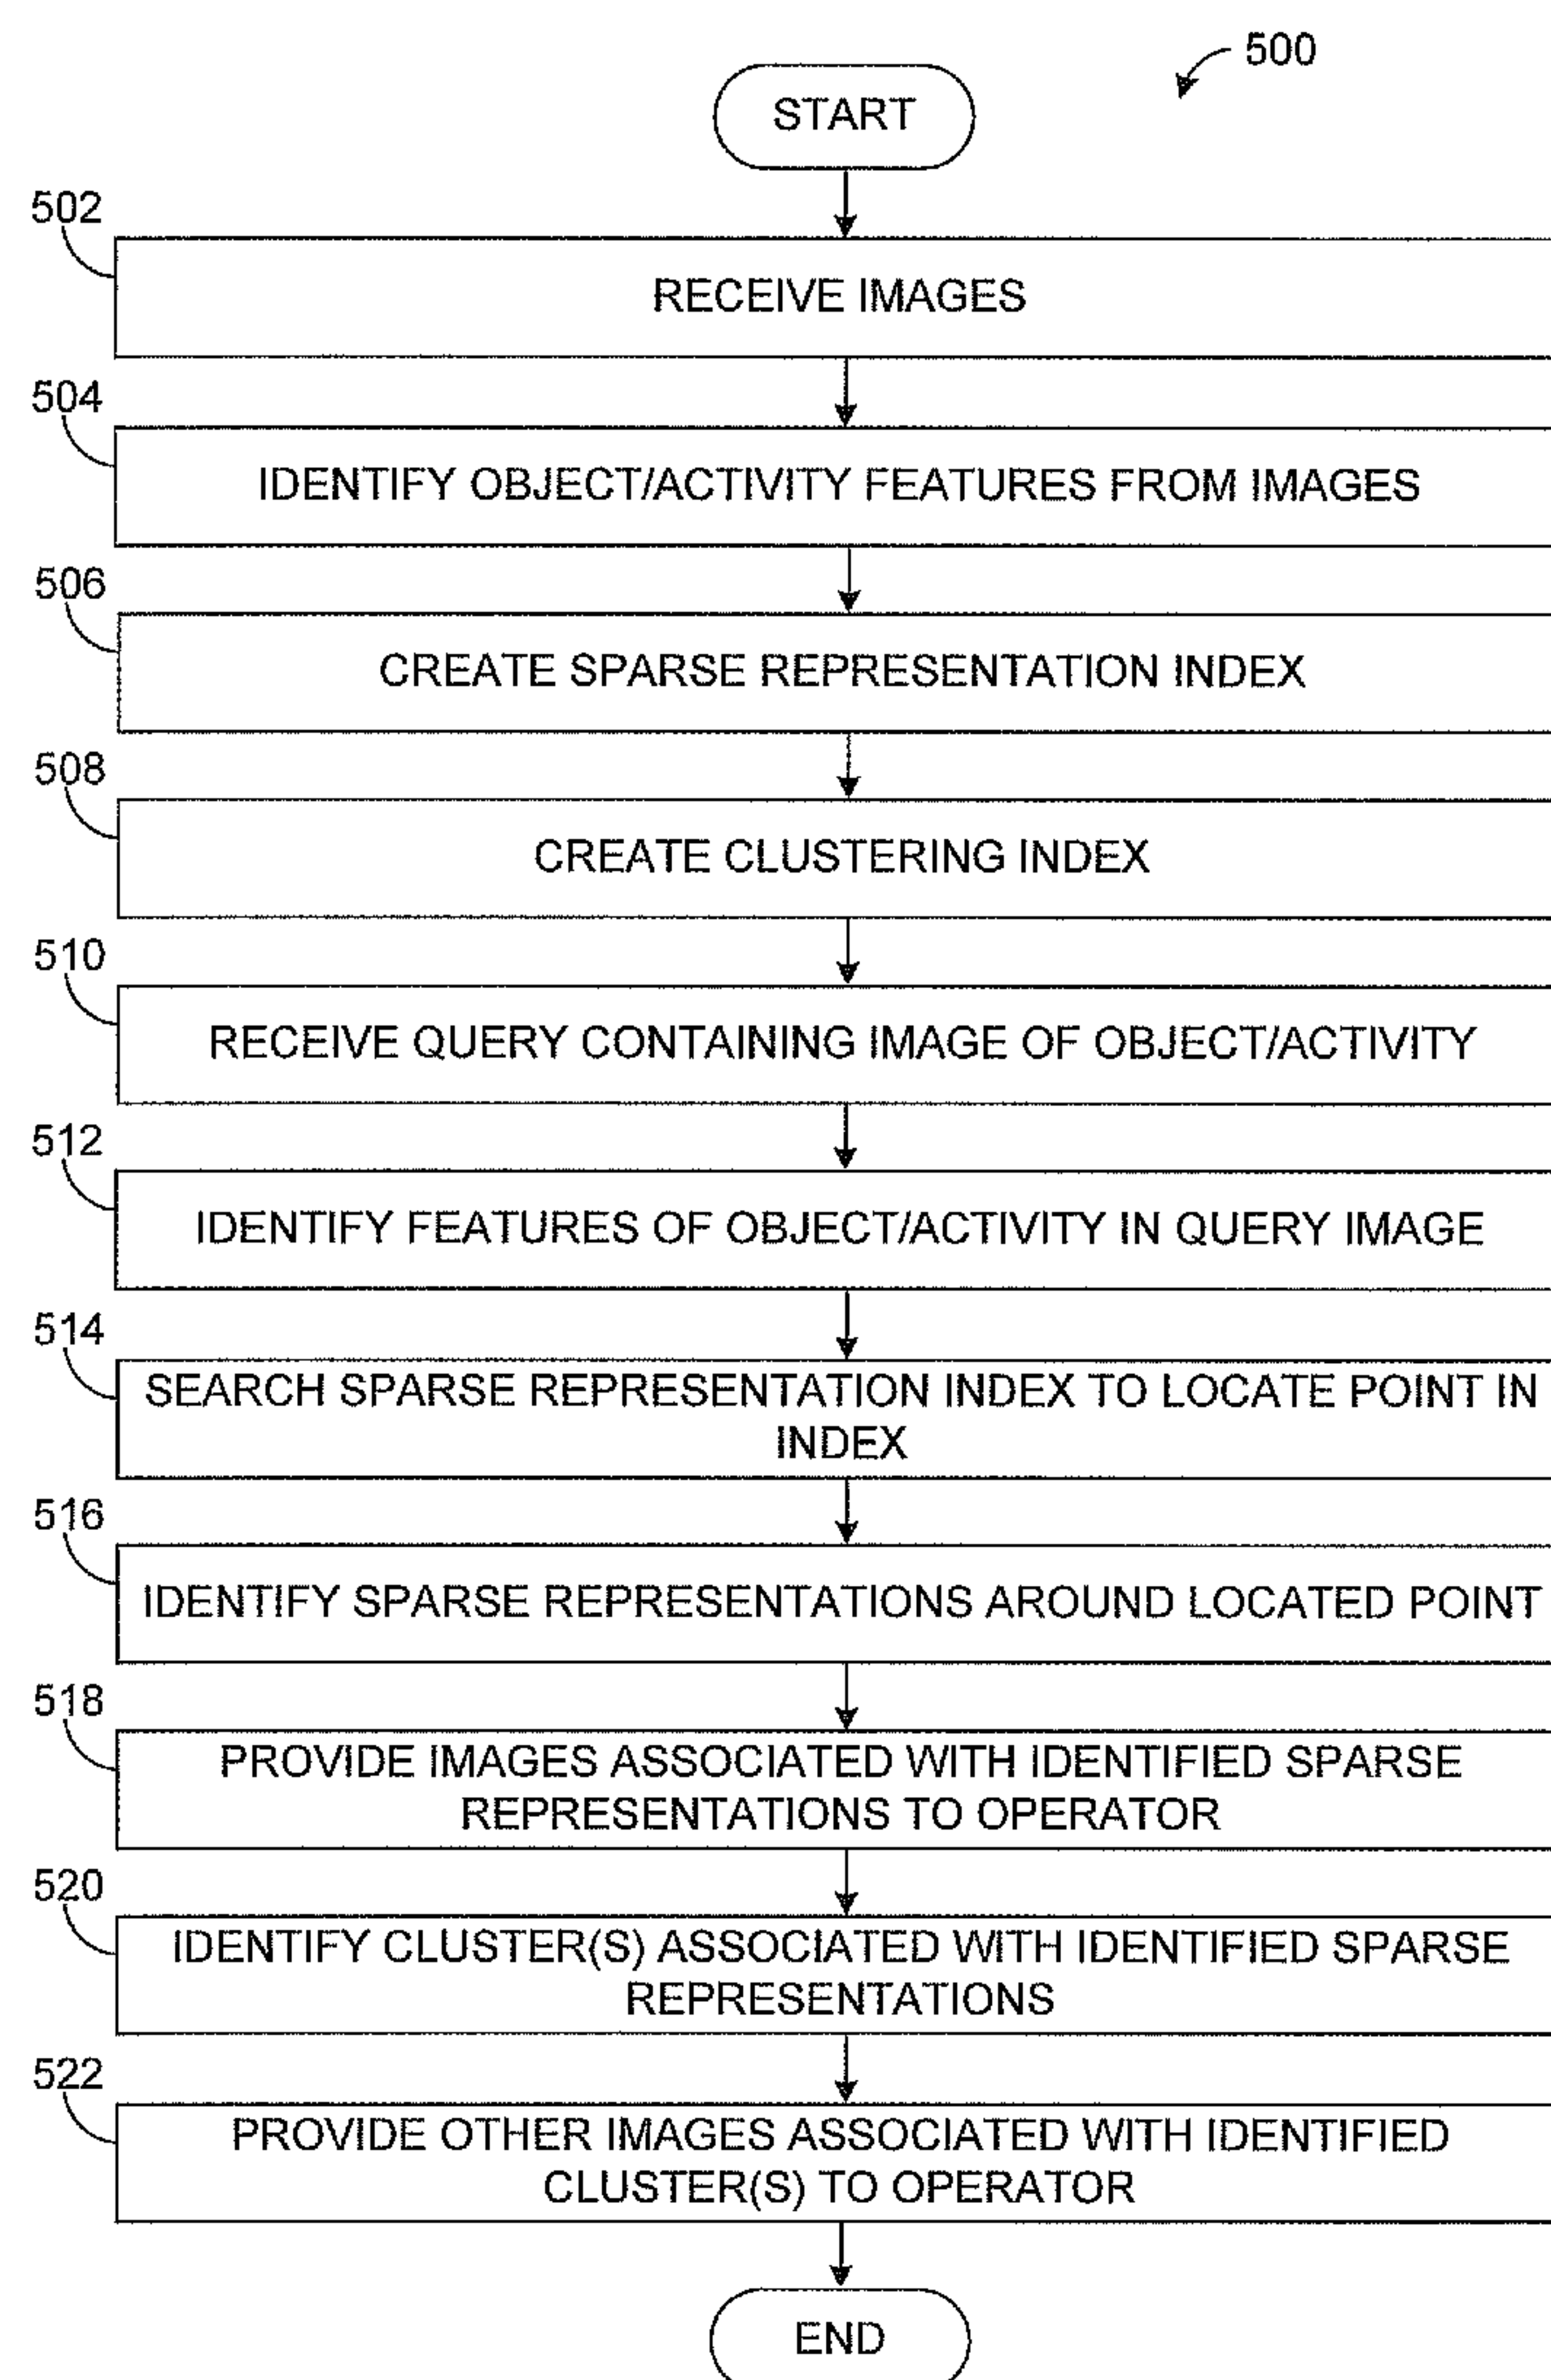 500
START
502
RECEIVE IMAGES
504
IDENTIFY OBJECT/ACTIVITY FEATURES FROM IMAGES
506
CREATE SPARSE REPRESENTATION INDEX
508
CREATE CLUSTERING INDEX
510
RECEIVE QUERY CONTAINING IMAGE OF OBJECT/ACTIVITY
512
IDENTIFY FEATURES OF OBJECT/ACTIVITY IN QUERY IMAGE
514
SEARCH SPARSE REPRESENTATION INDEX TO LOCATE POINT IN
INDEX
516
IDENTIFY SPARSE REPRESENTATIONS AROUND LOCATED POINT
518
PROVIDE IMAGES ASSOCIATED WITH IDENTIFIED SPARSE
REPRESENTATIONS TO OPERATOR
520
IDENTIFY CLUSTER(S) ASSOCIATED WITH IDENTIFIED SPARSE
REPRESENTATIONS
522
PROVIDE OTHER IMAGES ASSOCIATED WITH IDENTIFIED
CLUSTER(S) TO OPERATOR
END